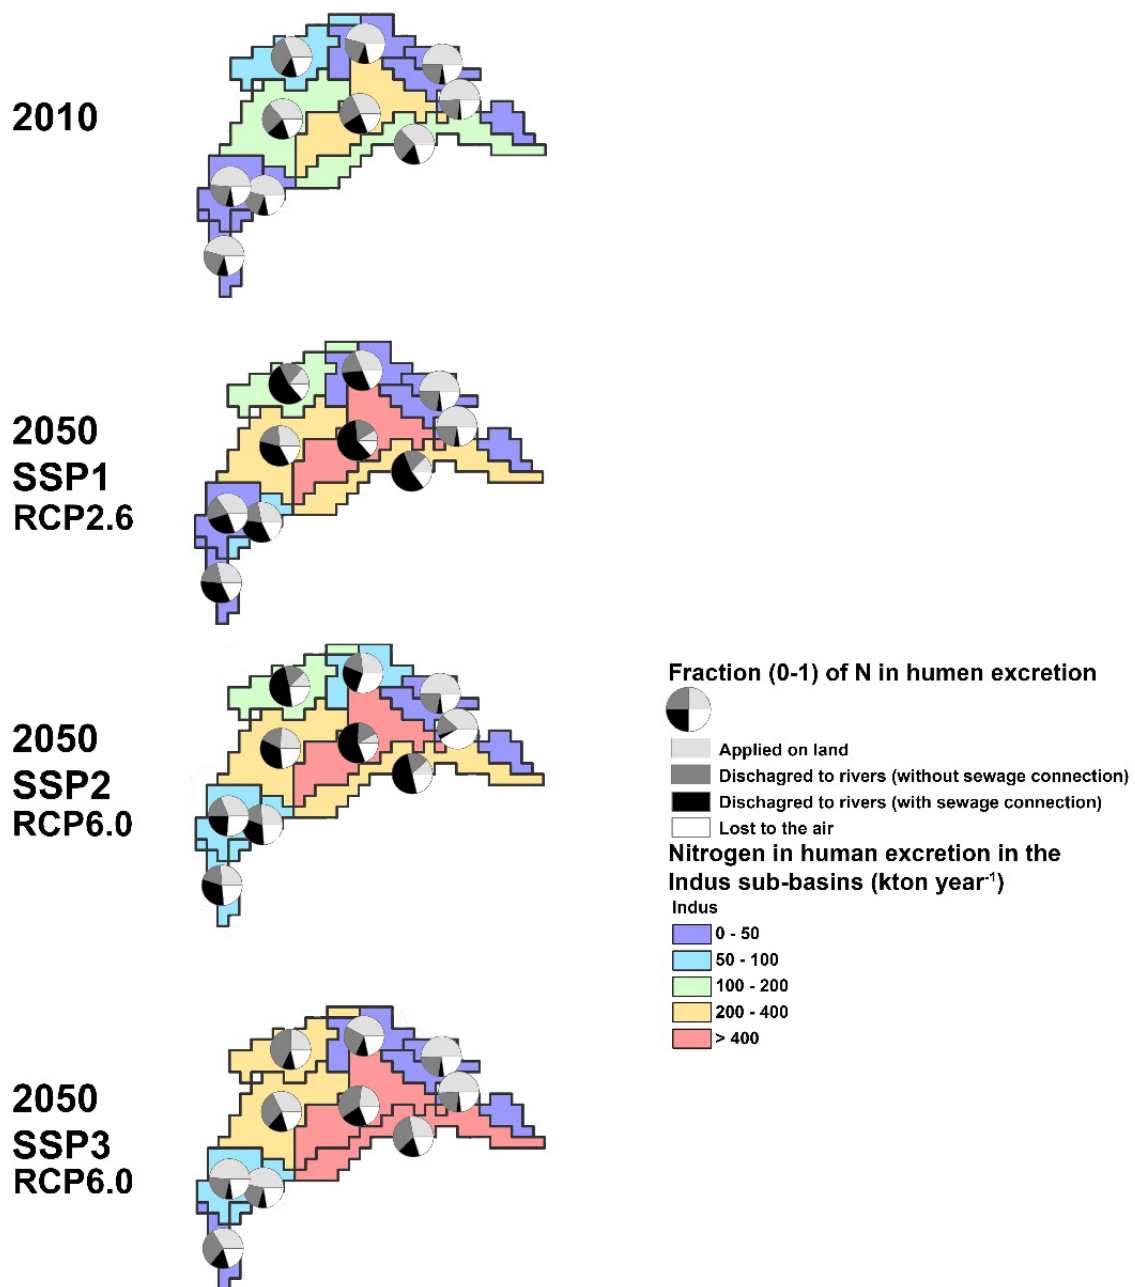 2010
2050
SSP1
RCP2.6
2050
SSP2
RCP6.0
2050
SSP3
RCP6.0
Fraction (0-1) of N in humen excretion
Applied on land
Dischagred to rivers (without sewage connection)
Dischagred to rivers (with sewage connection)
Lost to the air
Nitrogen in human excretion in the
Indus sub-basins (kton year⁻¹)
Indus
0 - 50
50 - 100
100 - 200
200 - 400
> 400